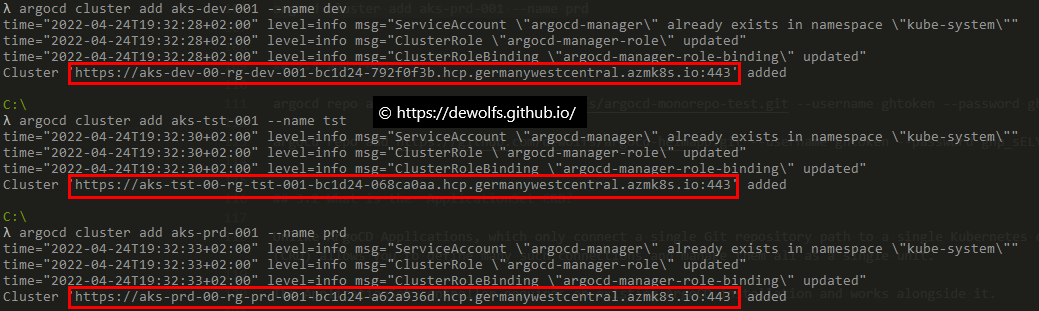 λ argocd cluster add aks-dev-001 --name dev
time="2022-04-24T19:32:28+02:00" level=info msg="ServiceAccount \"argocd-manager\" already exists in namespace \"kube-system\""
time="2022-04-24T19:32:28+02:00" level=info msg="ClusterRole \"argocd-manager-role\" updated"
time="2022-04-24T19:32:28+02:00" level=info msg="ClusterRoleBinding \"argocd-manager-role-binding\" updated"
Cluster 'https://aks-dev-00-rg-dev-001-bc1d24-792f0f3b.hcp.germanywestcentral.azmk8s.io:443' added
C:\
© https://dewolfs.github.io/
λ argocd cluster add aks-tst-001 --name tst
time="2022-04-24T19:32:30+02:00" level=info msg="ServiceAccount \"argocd-manager\" already exists in namespace \"kube-system\""
time="2022-04-24T19:32:30+02:00" level=info msg="ClusterRole \"argocd-manager-role\" updated"
time="2022-04-24T19:32:30+02:00" level=info msg="ClusterRoleBinding \"argocd-manager-role-binding\" updated"
Cluster 'https://aks-tst-00-rg-tst-001-bc1d24-068ca0aa.hcp.germanywestcentral.azmk8s.io:443' added
C:\
λ argocd cluster add aks-prd-001 --name prd
time="2022-04-24T19:32:33+02:00" level=info msg="ServiceAccount \"argocd-manager\" already exists in namespace \"kube-system\""
time="2022-04-24T19:32:33+02:00" level=info msg="ClusterRole \"argocd-manager-role\" updated"
time="2022-04-24T19:32:33+02:00" level=info msg="ClusterRoleBinding \"argocd-manager-role-binding\" updated"
Cluster 'https://aks-prd-00-rg-prd-001-bc1d24-a62a936d.hcp.germanywestcentral.azmk8s.io:443' added